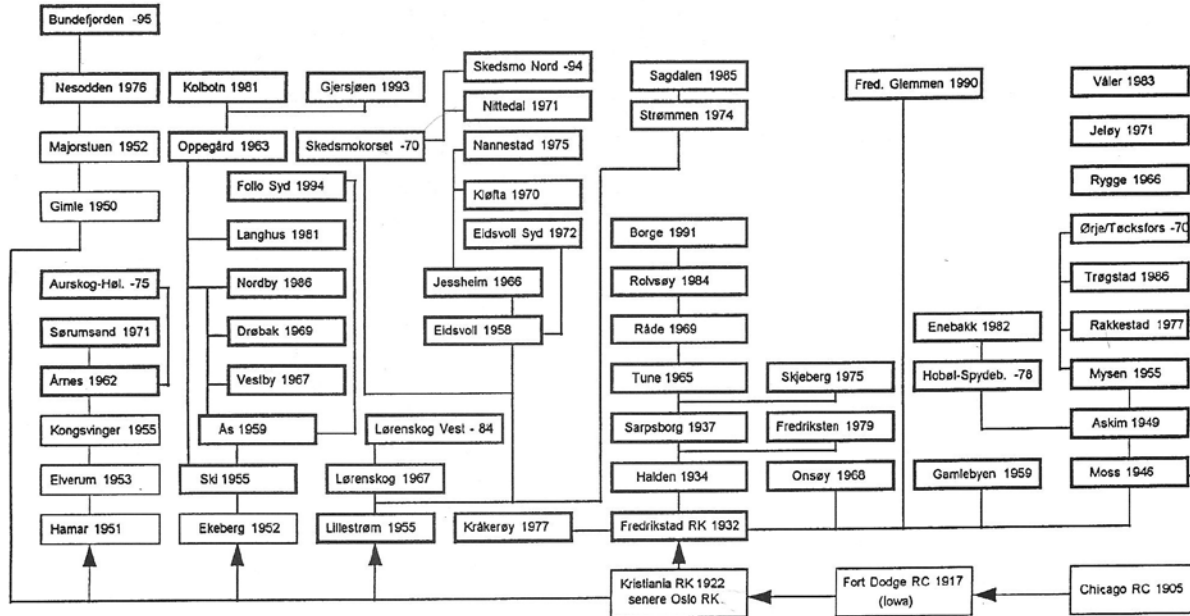 Bundefjorden -95
Nesodden 1976
Kolbotn 1981
Gjersjøen 1993
Skedsmo Nord -94
Sagdalen 1985
Fred. Glemmen 1990
Våler 1983
Nittedal 1971
Strømmen 1974
Majorstuen 1952
Oppegård 1963
Skedsmokorset -70
Nannestad 1975
Jeløy 1971
Follo Syd 1994
Kløfta 1970
Rygge 1966
Gimle 1950
Langhus 1981
Eidsvoll Syd 1972
Borge 1991
Ørje/Tøcksfors -70
Aurskog-Høl. -75
Nordby 1986
Jessheim 1966
Rolvsøy 1984
Trøgstad 1986
Sørumsand 1971
Drøbak 1969
Eidsvoll 1958
Råde 1969
Enebakk 1982
Rakkestad 1977
Årnes 1962
Vestby 1967
Tune 1965
Skjeberg 1975
Hobøl-Spydeb. -78
Mysen 1955
Kongsvinger 1955
Ås 1959
Lørenskog Vest - 84
Sarpsborg 1937
Fredriksten 1979
Askim 1949
Elverum 1953
Ski 1955
Lørenskog 1967
Halden 1934
Onsøy 1968
Gamlebyen 1959
Moss 1946
Hamar 1951
Ekeberg 1952
Lillestrøm 1955
Kråkerøy 1977
Fredrikstad RK 1932
Kristiania RK 1922
senere Oslo RK.
Fort Dodge RC 1917
(Iowa)
Chicago RC 1905